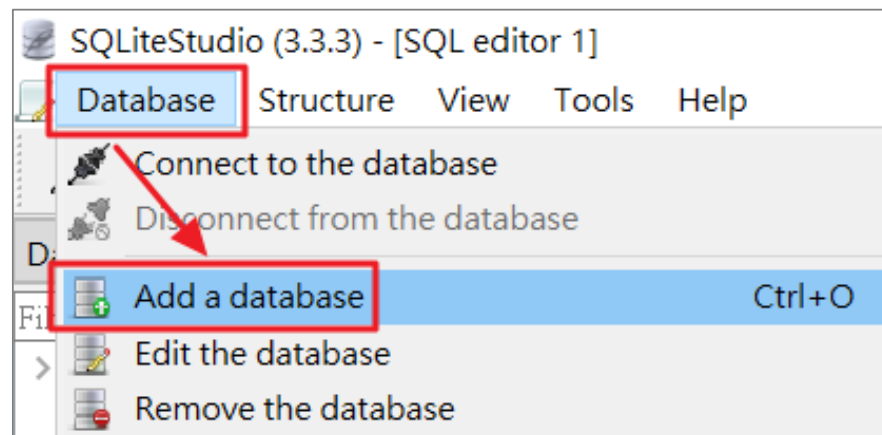 SQLiteStudio (3.3.3) - [SQL editor 1]
Database Structure View Tools Help
Connect to the database
Disconnect from the database
Add a database Ctrl+O
Edit the database
Remove the database